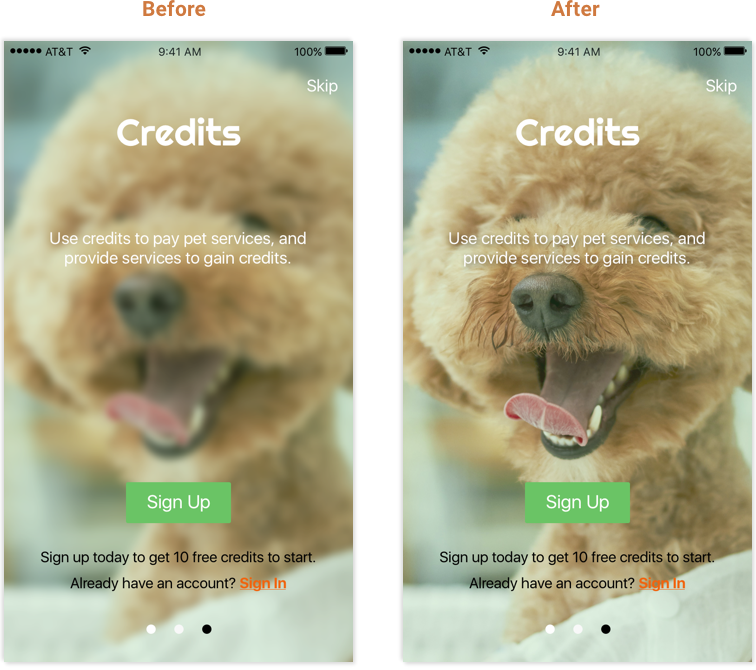 Before
AT&T 9:41 AM 100%
Skip
Credits
Use credits to pay pet services, and
provide services to gain credits.
Sign Up
Sign up today to get 10 free credits to start.
Already have an account? Sign In
After
AT&T 9:41 AM 100%
Skip
Credits
Use credits to pay pet services, and
provide services to gain credits.
Sign Up
Sign up today to get 10 free credits to start.
Already have an account? Sign In